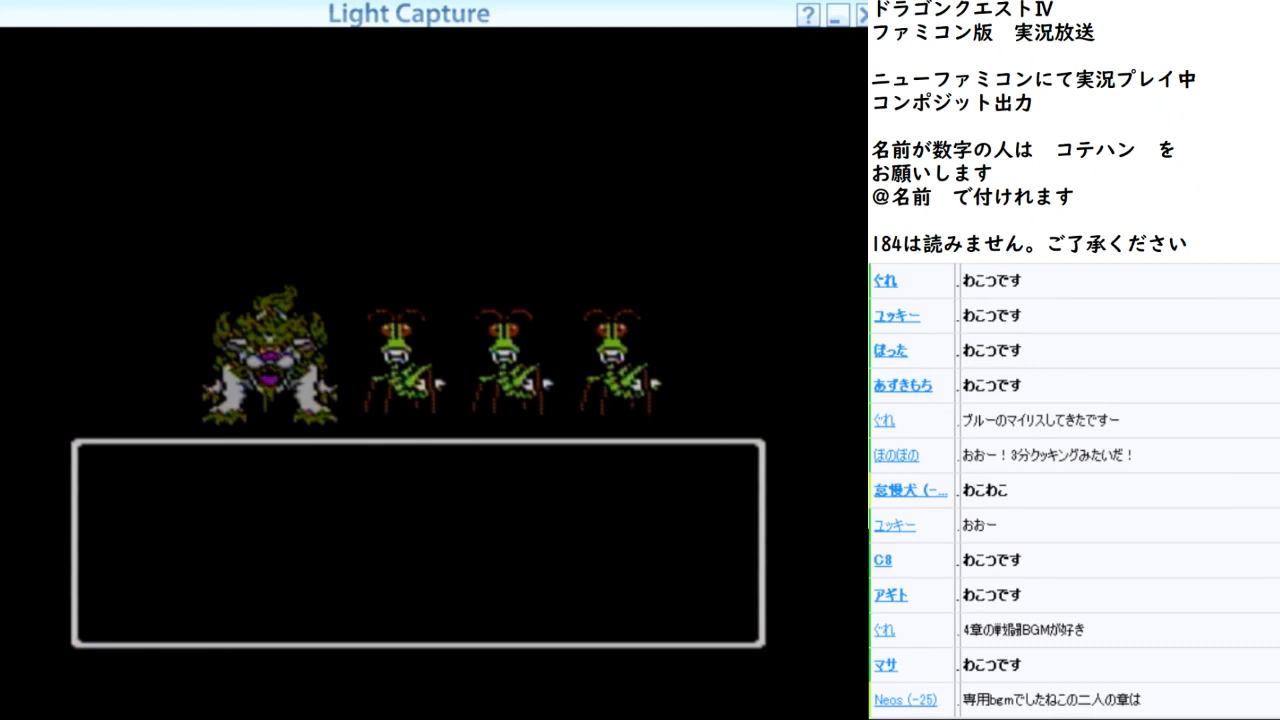 Light Capture
ドラゴンクエストⅣ
ファミコン版　実況放送
ニューファミコンにて実況プレイ中
コンポジット出力
名前が数字の人は　コテハン　を
お願いします
＠名前　で付けれます
184は読みません。ご了承ください
ぐれ わこつです
ユッキー わこつです
ぱった わこつです
あずきもち わこつです
ぐれ ブルーのマイリスしてきたですー
ぼのぼの おおー！3分クッキングみたいだ！
怠慢犬 (-... わこわこ
ユッキー おおー
C8 わこつです
アギト わこつです
ぐれ 4章の戦闘BGMが好き
マサ わこつです
Neos (-25) 専用bgmでしたねこの二人の章は